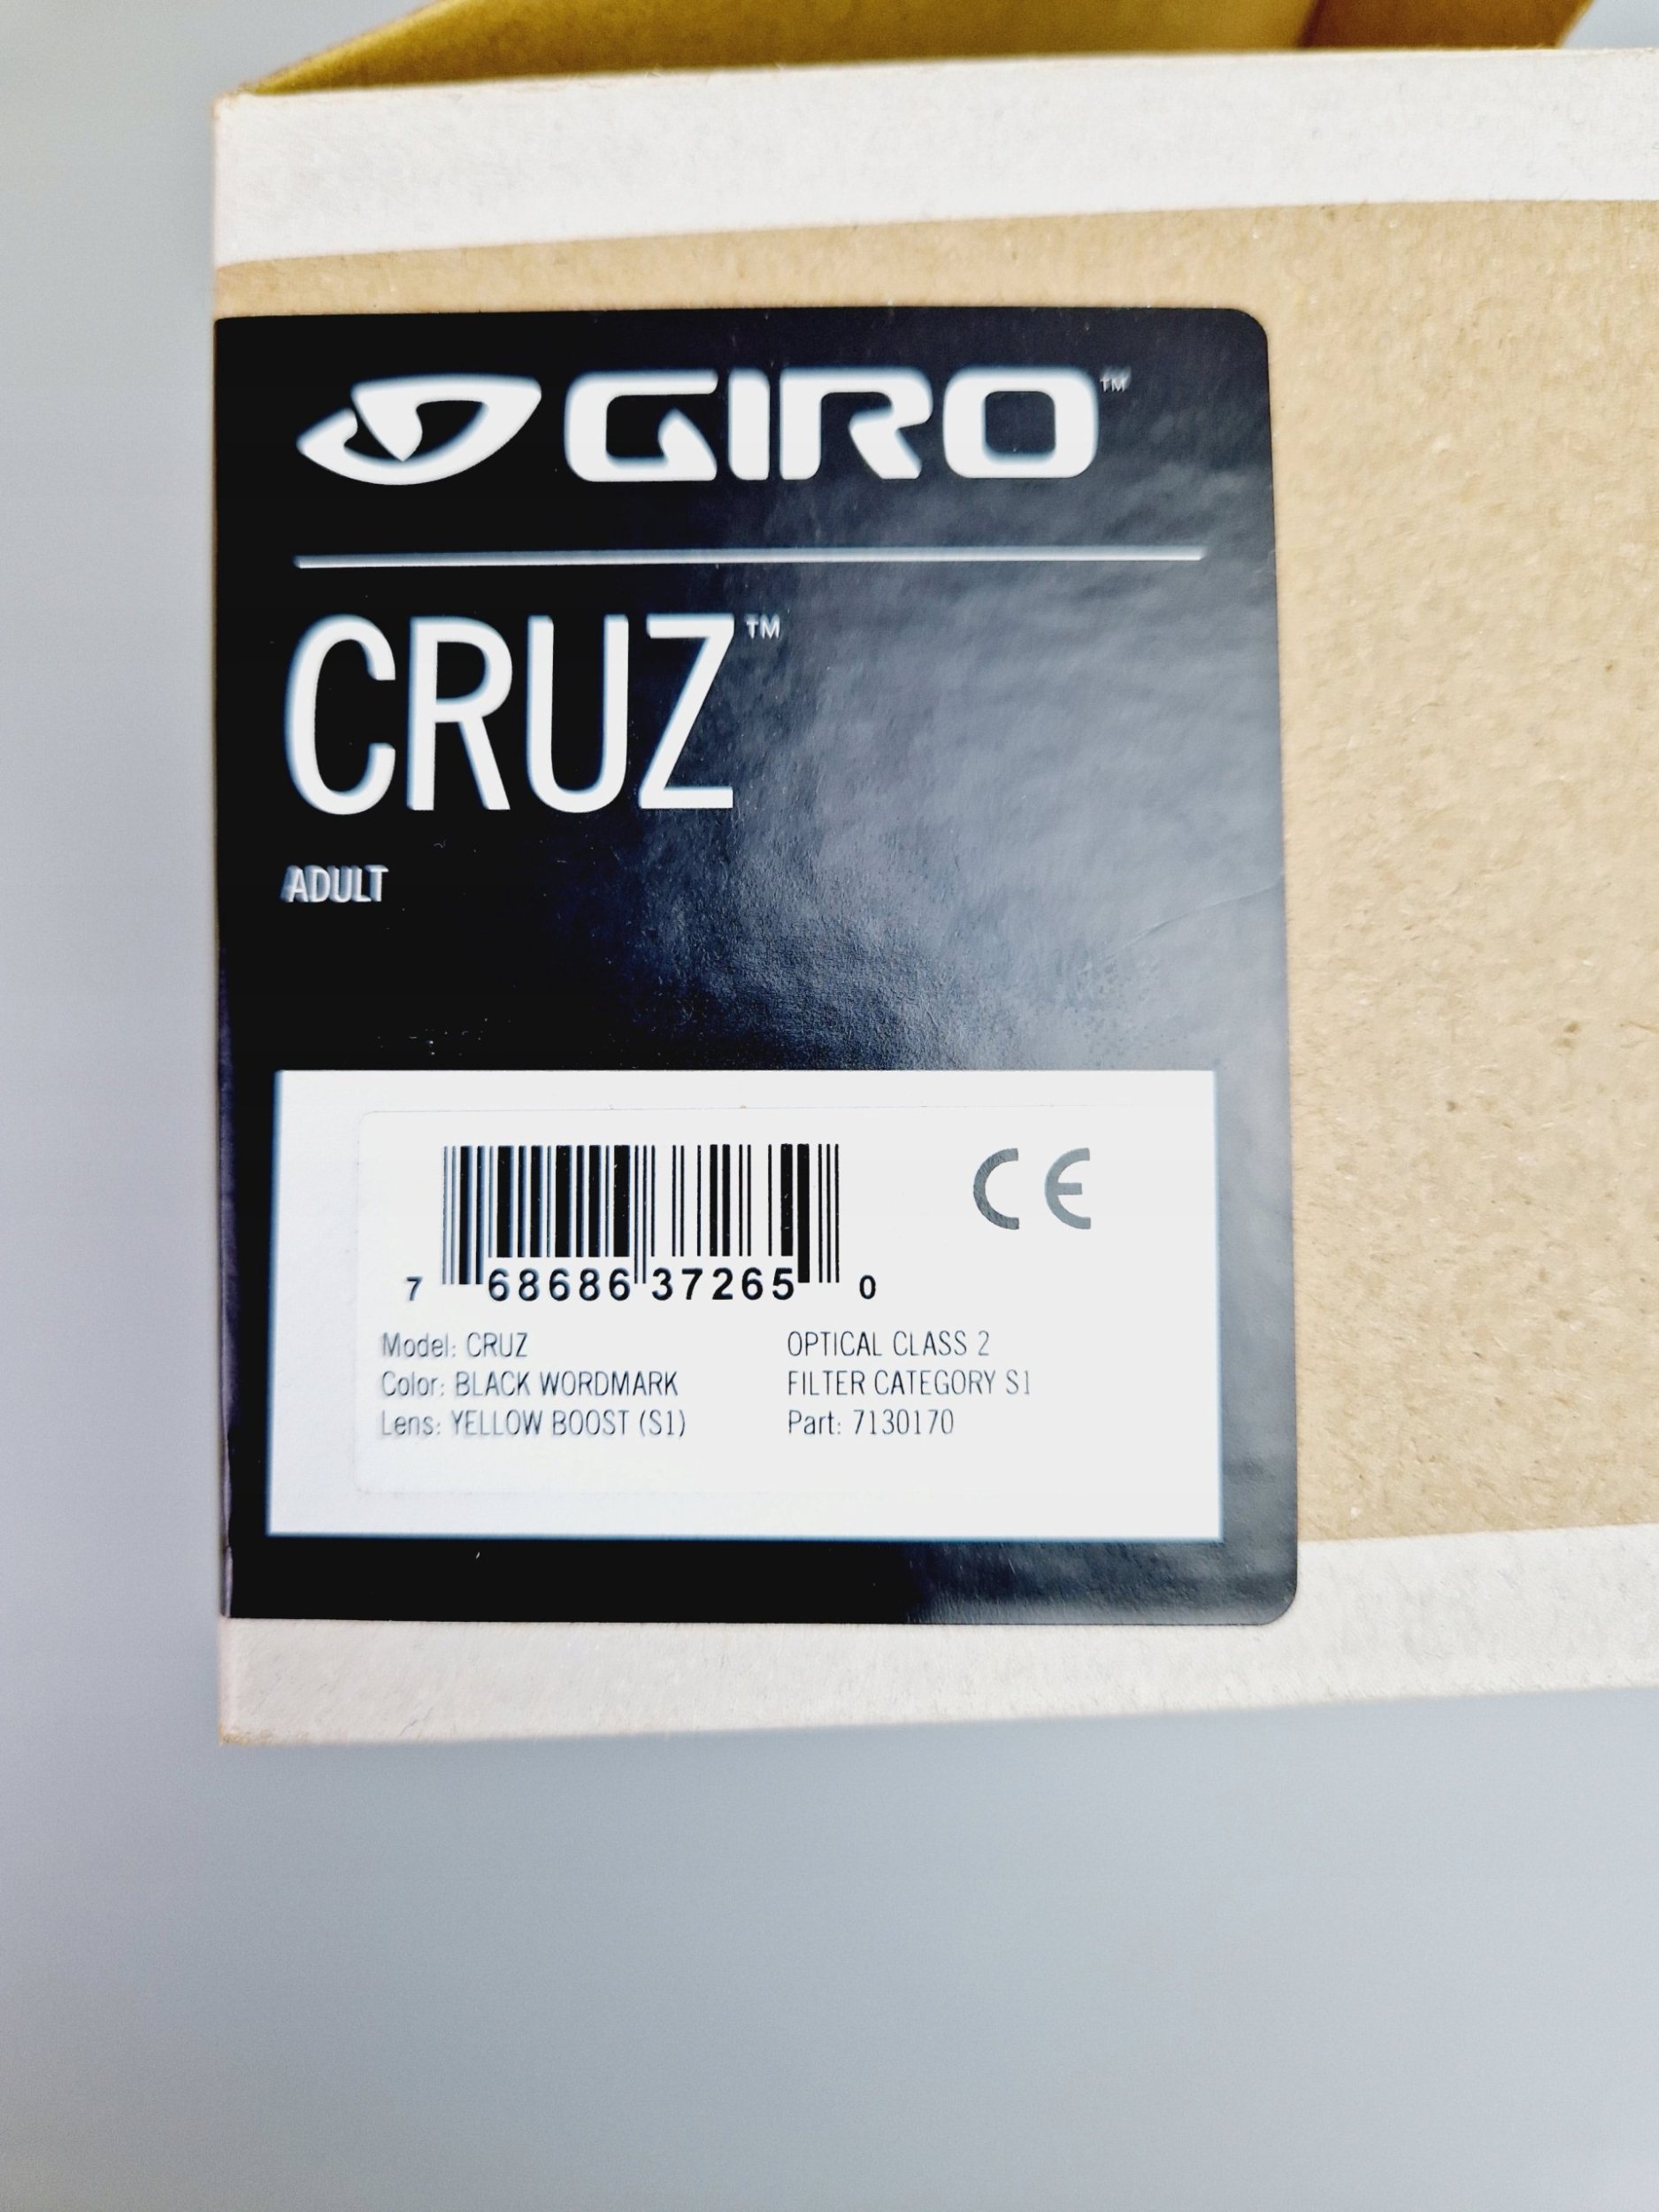 GIRO™
CRUZ™
ADULT
7 68686 37265 0
CE
Model: CRUZ
Color: BLACK WORDMARK
Lens: YELLOW BOOST (S1)
OPTICAL CLASS 2
FILTER CATEGORY S1
Part: 7130170